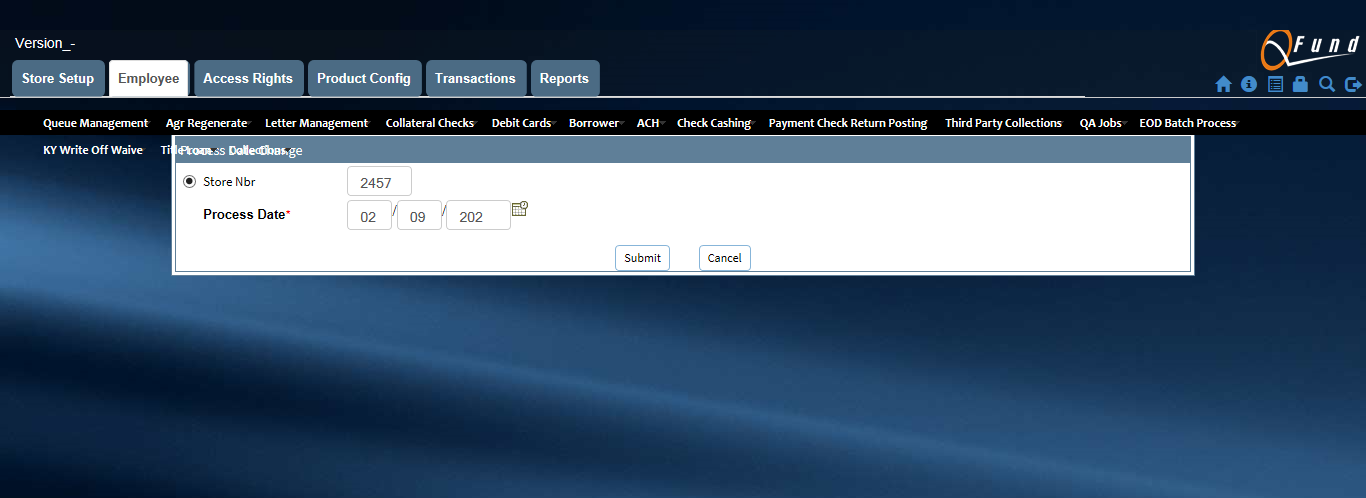 Version_-
Fund
Store Setup Employee Access Rights Product Config Transactions Reports
Queue Management Agr Regenerate Letter Management Collateral Checks Debit Cards Borrower ACH Check Cashing Payment Check Return Posting Third Party Collections QA Jobs EOD Batch Process
KY Write Off Waive Title Loan Collections
Process Date Change
Store Nbr 2457
Process Date* 02 / 09 / 202
Submit Cancel